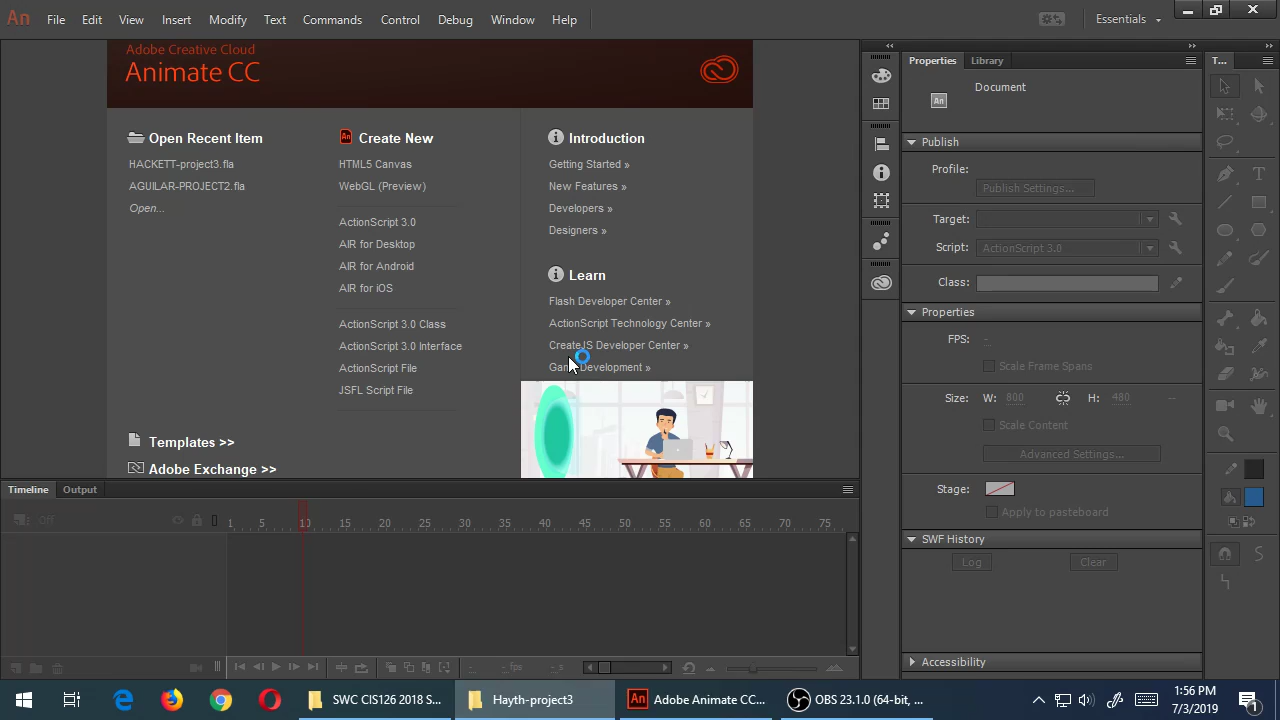 An File Edit View Insert Modify Text Commands Control Debug Window Help Essentials
Adobe Creative Cloud
Animate CC
Open Recent Item
HACKETT-project3.fla
AGUILAR-PROJECT2.fla
Open...
Templates >>
Adobe Exchange >>
An Create New
HTML5 Canvas
WebGL (Preview)
ActionScript 3.0
AIR for Desktop
AIR for Android
AIR for iOS
ActionScript 3.0 Class
ActionScript 3.0 Interface
ActionScript File
JSFL Script File
Introduction
Getting Started »
New Features »
Developers »
Designers »
Learn
Flash Developer Center »
ActionScript Technology Center »
CreateJS Developer Center »
Game Development »
Properties Library
An Document
Publish
Profile:
Publish Settings...
Target:
Script: ActionScript 3.0
Class:
Properties
FPS: -
Scale Frame Spans
Size: W: 800 H: 480 --
Scale Content
Advanced Settings...
Stage:
Apply to pasteboard
SWF History
Log Clear
Accessibility
T...
T
Timeline Output
Off
1 5 10 15 20 25 30 35 40 45 50 55 60 65 70 75
.. .. fps .. s
SWC CIS126 2018 S...
Hayth-project3
An Adobe Animate CC...
OBS 23.1.0 (64-bit, ...
1:56 PM
7/3/2019
1